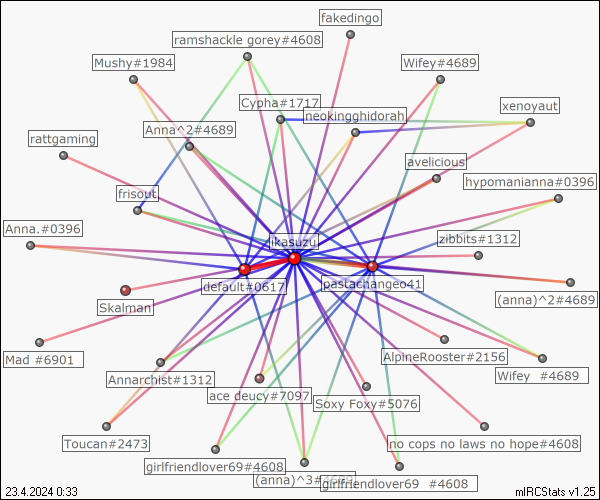 fakedingo
ramshackle gorey#4608
Mushy#1984
Wifey#4689
Cypha#1717
xenoyaut
neokingghidorah
Anna^2#4689
rattgaming
avelicious
hypomanianna#0396
frisout
Anna.#0396
ikasuzu
zibbits#1312
default#0617
pastachangeo41
(anna)^2#4689
Skalman
Mad #6901
AlpineRooster#2156
Annarchist#1312
Wifey #4689
ace deucy#7097
Soxy Foxy#5076
Toucan#2473
no cops no laws no hope#4608
girlfriendlover69#4608
(anna)^3#4689
girlfriendlover69 #4608
23.4.2024 0:33
mIRCStats v1.25